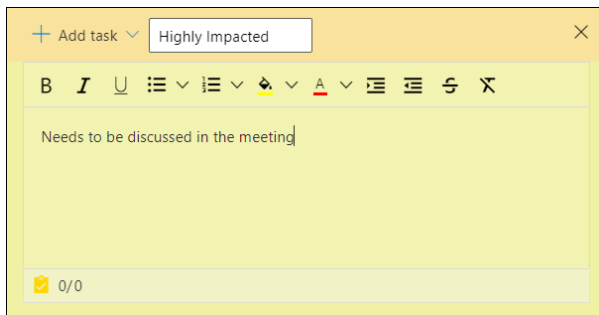 Add task Highly Impacted
B I U A S
Needs to be discussed in the meeting
0/0